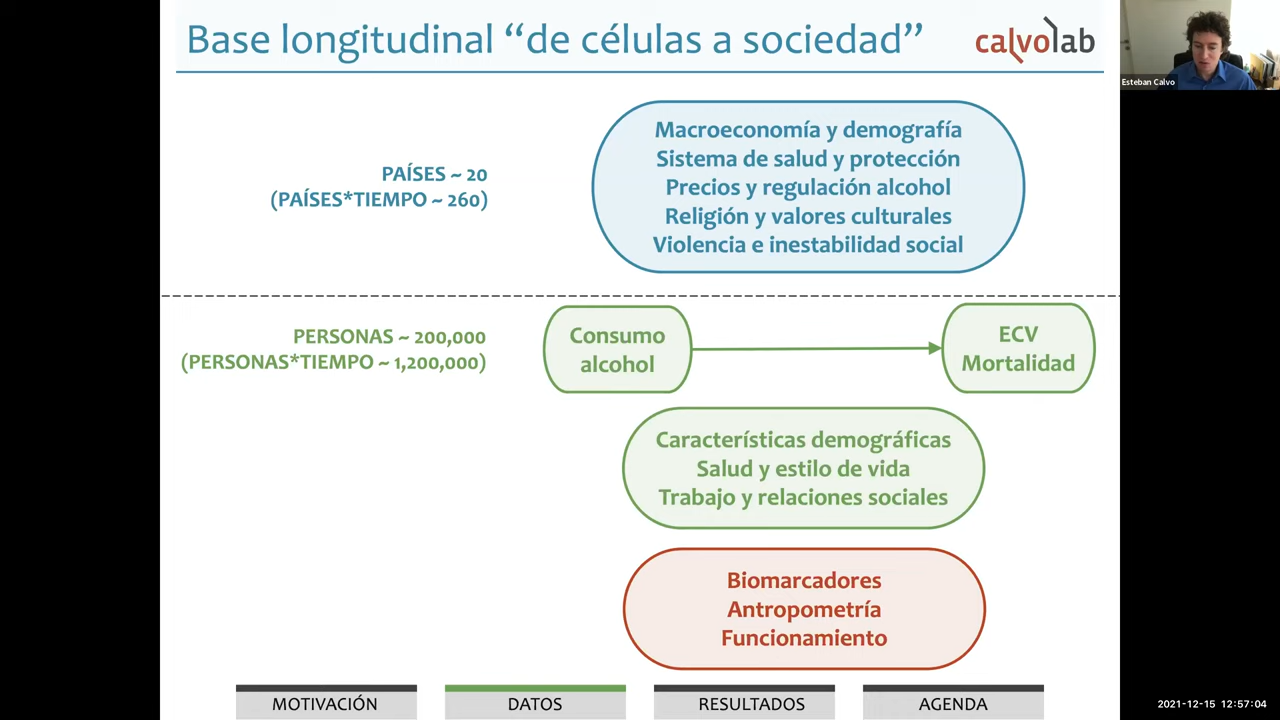 Base longitudinal “de células a sociedad”
calvolab
Esteban Calvo
PAÍSES ~ 20
(PAÍSES*TIEMPO ~ 260)
Macroeconomía y demografía
Sistema de salud y protección
Precios y regulación alcohol
Religión y valores culturales
Violencia e inestabilidad social
PERSONAS ~ 200,000
(PERSONAS*TIEMPO ~ 1,200,000)
Consumo
alcohol
ECV
Mortalidad
Características demográficas
Salud y estilo de vida
Trabajo y relaciones sociales
Biomarcadores
Antropometría
Funcionamiento
MOTIVACIÓN
DATOS
RESULTADOS
AGENDA
2021-12-15 12:57:04